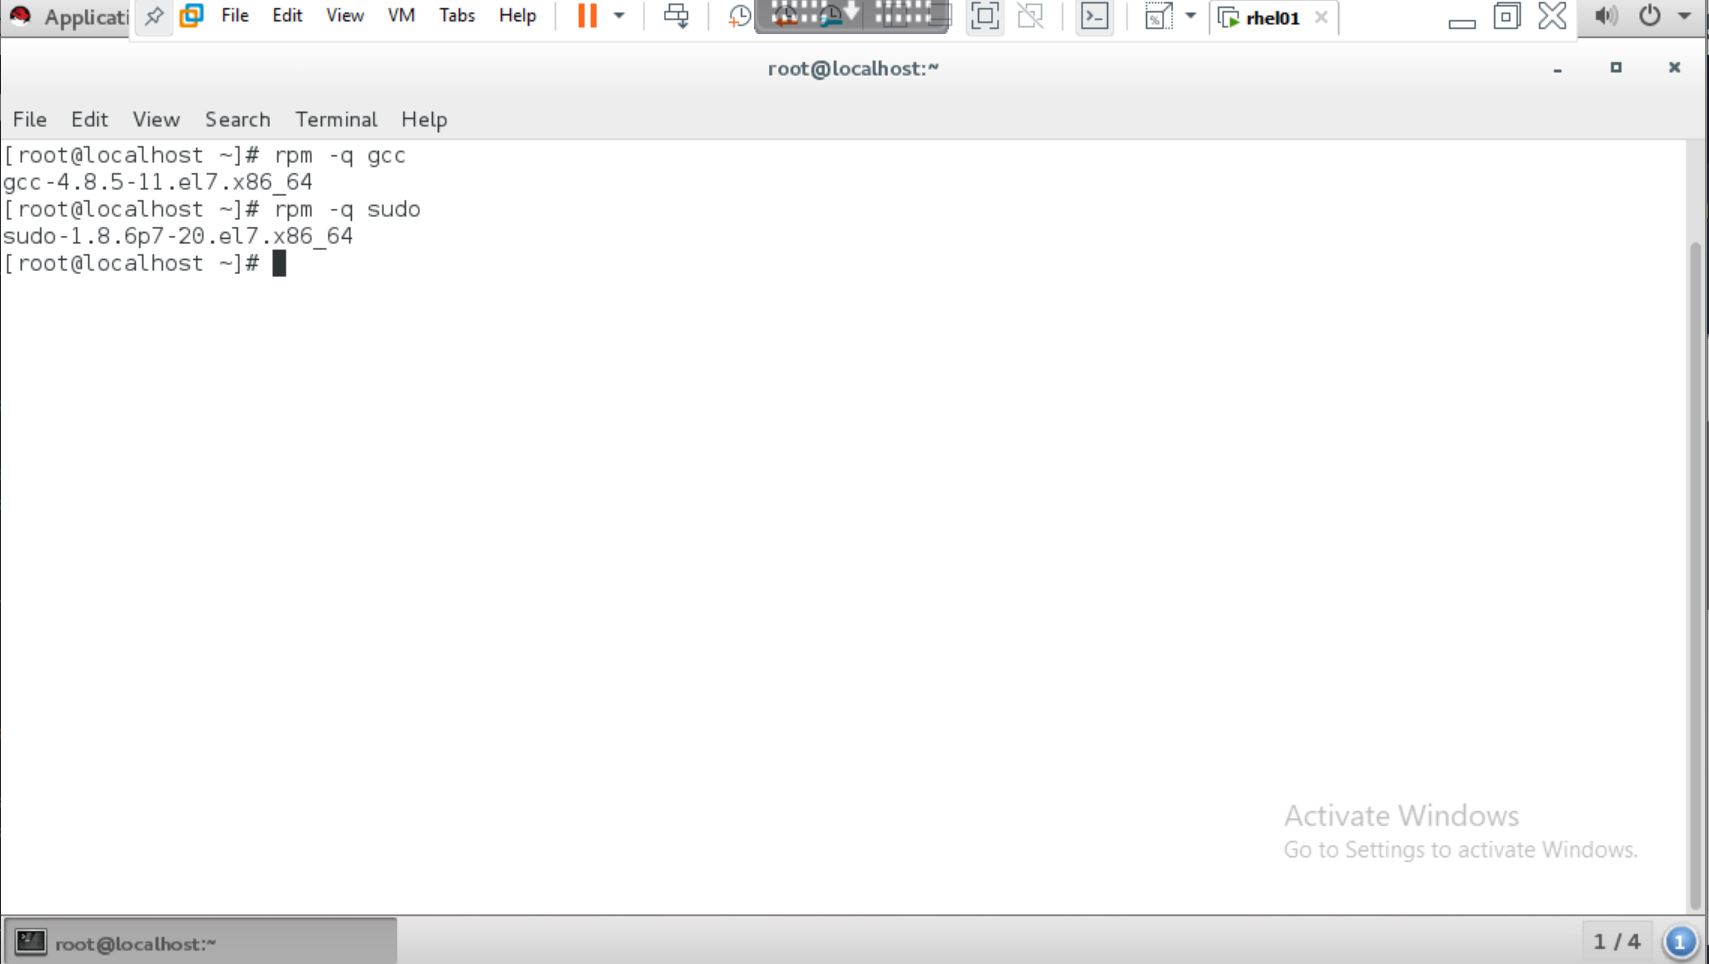 Applicati File Edit View VM Tabs Help rhel01
root@localhost:~
File Edit View Search Terminal Help
[root@localhost ~]# rpm -q gcc
gcc-4.8.5-11.el7.x86_64
[root@localhost ~]# rpm -q sudo
sudo-1.8.6p7-20.el7.x86_64
[root@localhost ~]#
Activate Windows
Go to Settings to activate Windows.
root@localhost:~ 1 / 4 1